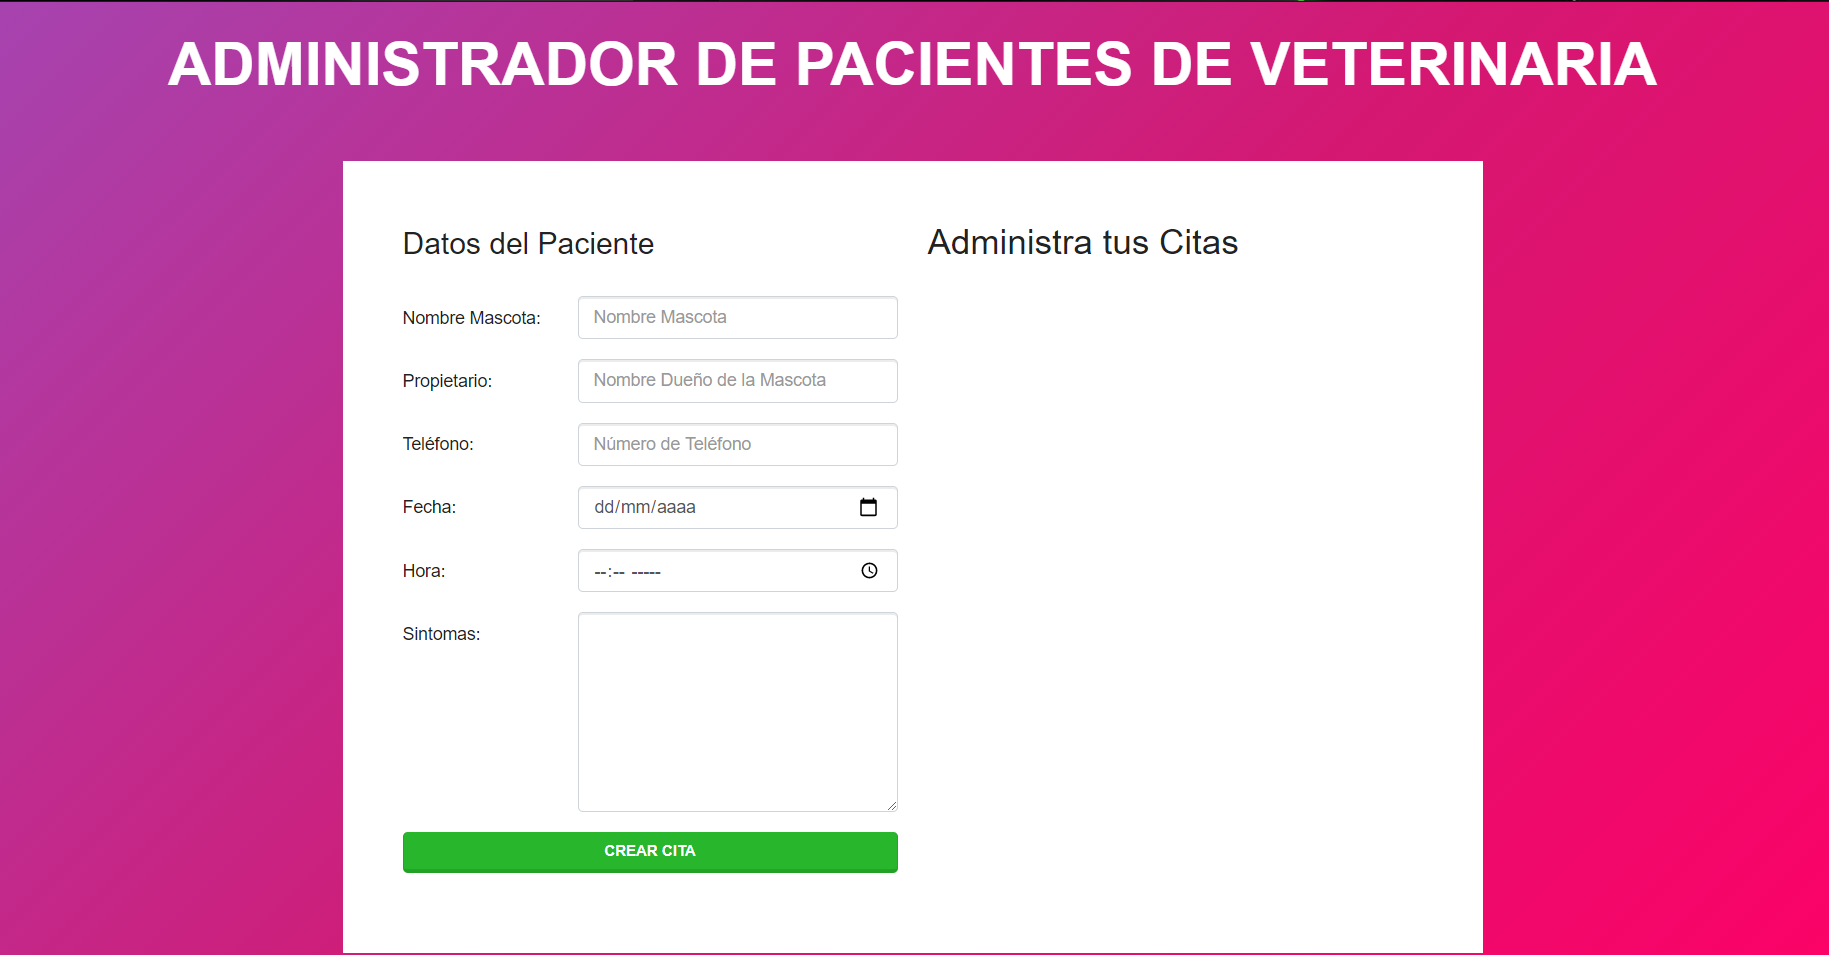 ADMINISTRADOR DE PACIENTES DE VETERINARIA
Datos del Paciente
Nombre Mascota:
Nombre Mascota
Propietario:
Nombre Dueño de la Mascota
Teléfono:
Número de Teléfono
Fecha:
dd/mm/aaaa
Hora:
--:-- -----
Sintomas:
CREAR CITA
Administra tus Citas